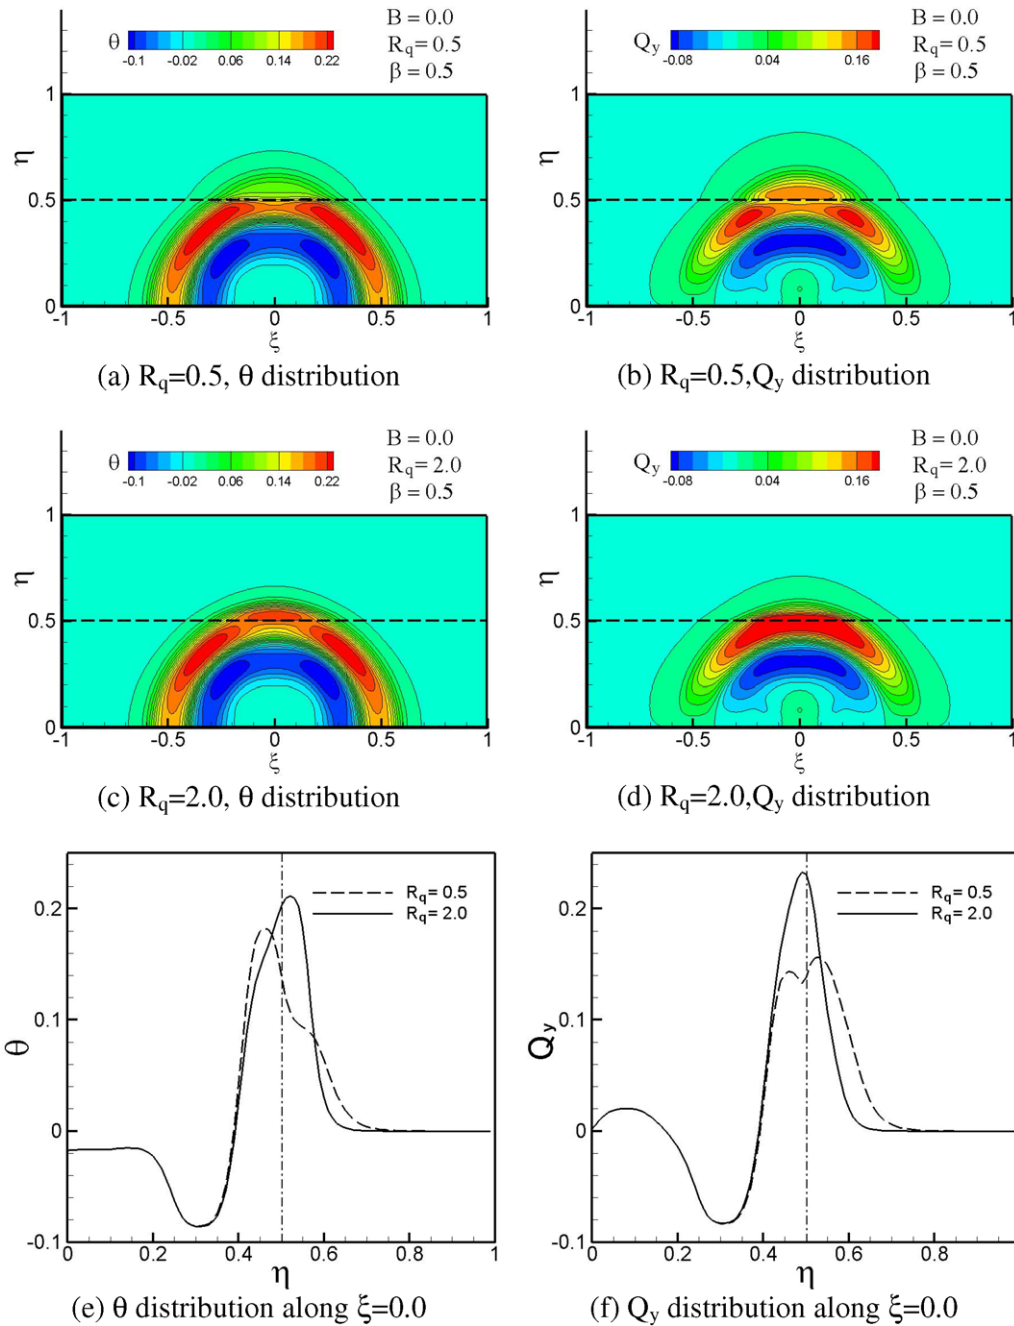 B = 0.0
θ
R_q = 0.5
-0.1 -0.02 0.06 0.14 0.22
β = 0.5
B = 0.0
Q_y
R_q = 0.5
-0.08 0.04 0.16
β = 0.5
1
η
0.5
0
-1 -0.5 0 0.5 1
ξ
1
η
0.5
0
-1 -0.5 0 0.5 1
ξ
(a) R_q=0.5, θ distribution
(b) R_q=0.5,Q_y distribution
B = 0.0
θ
R_q = 2.0
-0.1 -0.02 0.06 0.14 0.22
β = 0.5
B = 0.0
Q_y
R_q = 2.0
-0.08 0.04 0.16
β = 0.5
1
η
0.5
0
-1 -0.5 0 0.5 1
ξ
1
η
0.5
0
-1 -0.5 0 0.5 1
ξ
(c) R_q=2.0, θ distribution
(d) R_q=2.0,Q_y distribution
R_q= 0.5
R_q= 2.0
0.2
0.1
θ
0
-0.1
0 0.2 0.4 0.6 0.8 1
η
R_q= 0.5
R_q= 2.0
0.2
0.1
Q_y
0
-0.1
0 0.2 0.4 0.6 0.8
η
(e) θ distribution along ξ=0.0
(f) Q_y distribution along ξ=0.0